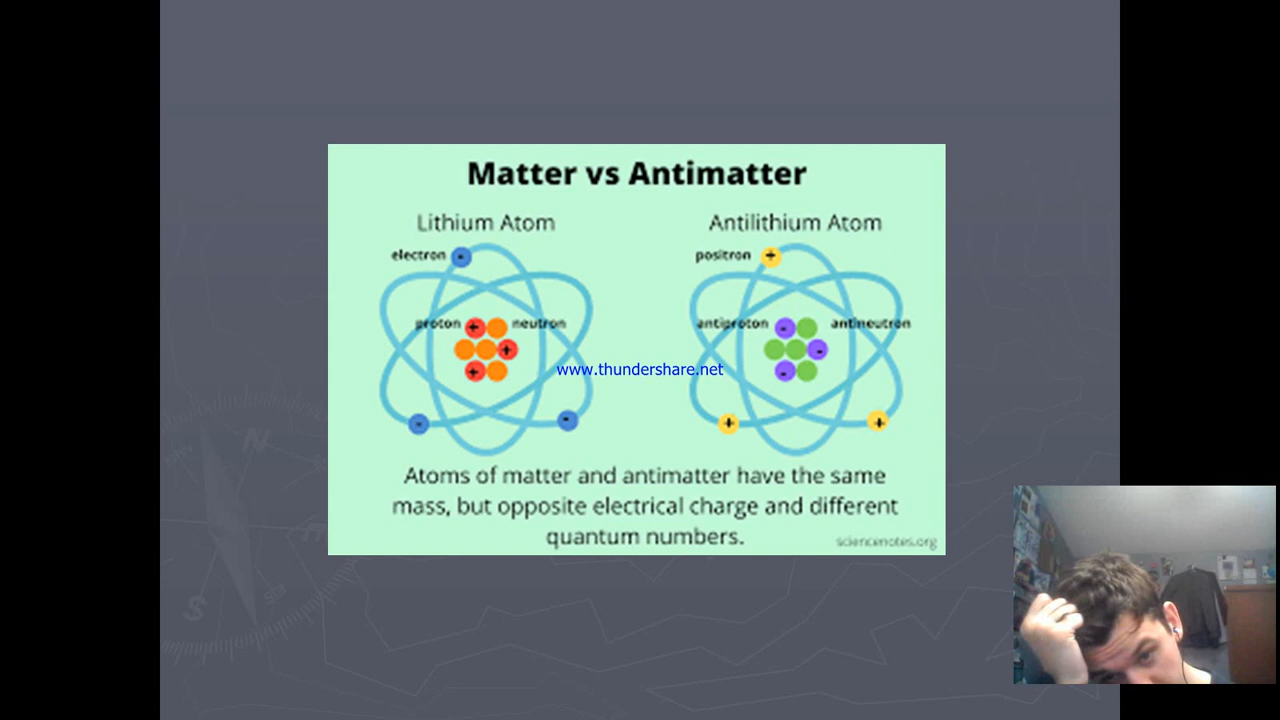 Matter vs Antimatter
Lithium Atom
Antilithium Atom
electron -
positron +
proton + neutron
antiproton - antineutron
+
-
www.thundershare.net
+
-
- -
+ +
Atoms of matter and antimatter have the same
mass, but opposite electrical charge and different
quantum numbers.
sciencenotes.org
N
S